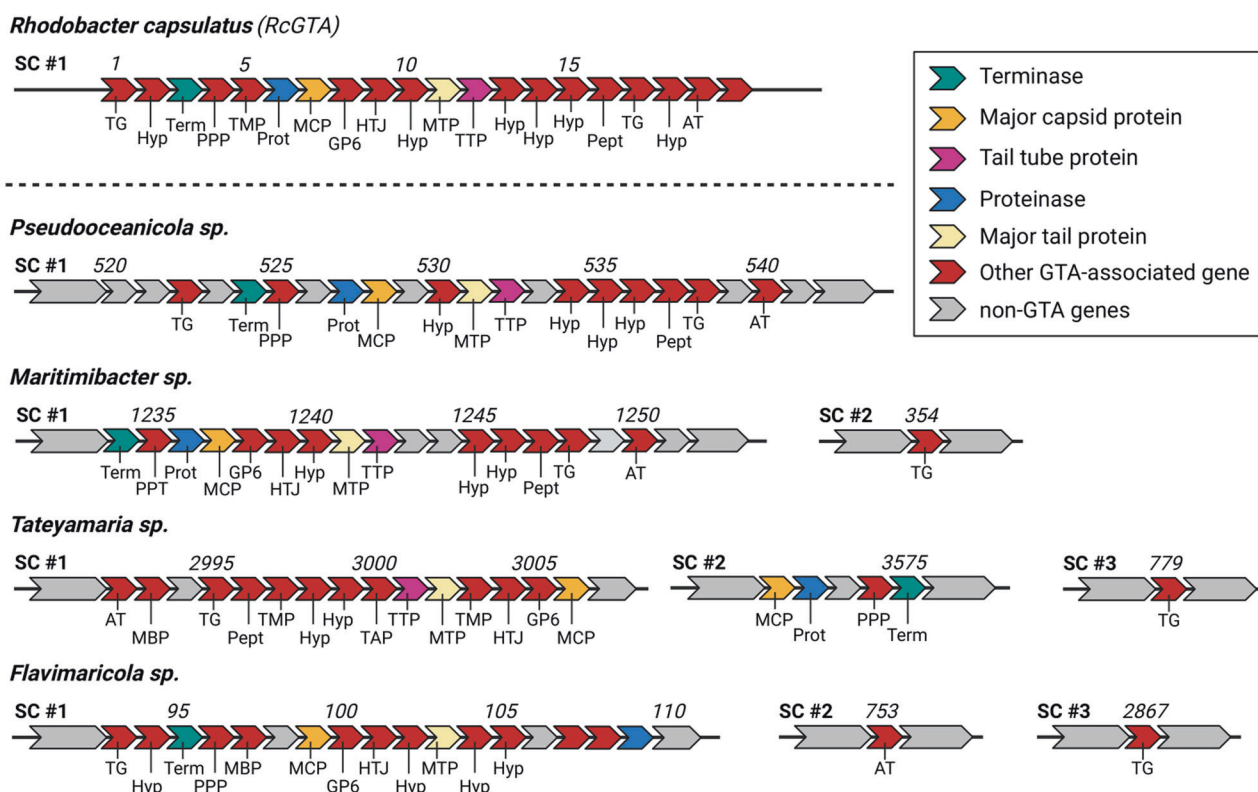 Rhodobacter capsulatus (RcGTA)
SC #1 1 5 10 15
TG Hyp Term PPP TMP Prot MCP GP6 HTJ Hyp MTP TTP Hyp Hyp Hyp Pept TG Hyp AT
Terminase
Major capsid protein
Tail tube protein
Proteinase
Major tail protein
Other GTA-associated gene
non-GTA genes
Pseudooceanicola sp.
SC #1 520 525 530 535 540
TG Term PPP Prot MCP Hyp MTP TTP Hyp Hyp Hyp Pept TG AT
Maritimibacter sp.
SC #1 1235 1240 1245 1250
Term PPT Prot MCP GP6 HTJ Hyp MTP TTP Hyp Hyp Pept TG AT
SC #2 354
TG
Tateyamaria sp.
SC #1 2995 3000 3005
AT MBP TG Pept TMP Hyp Hyp TAP TTP MTP TMP HTJ GP6 MCP
SC #2 3575
MCP Prot PPP Term
SC #3 779
TG
Flavimaricola sp.
SC #1 95 100 105 110
TG Hyp Term PPP MBP MCP GP6 HTJ Hyp MTP Hyp Hyp
SC #2 753
AT
SC #3 2867
TG